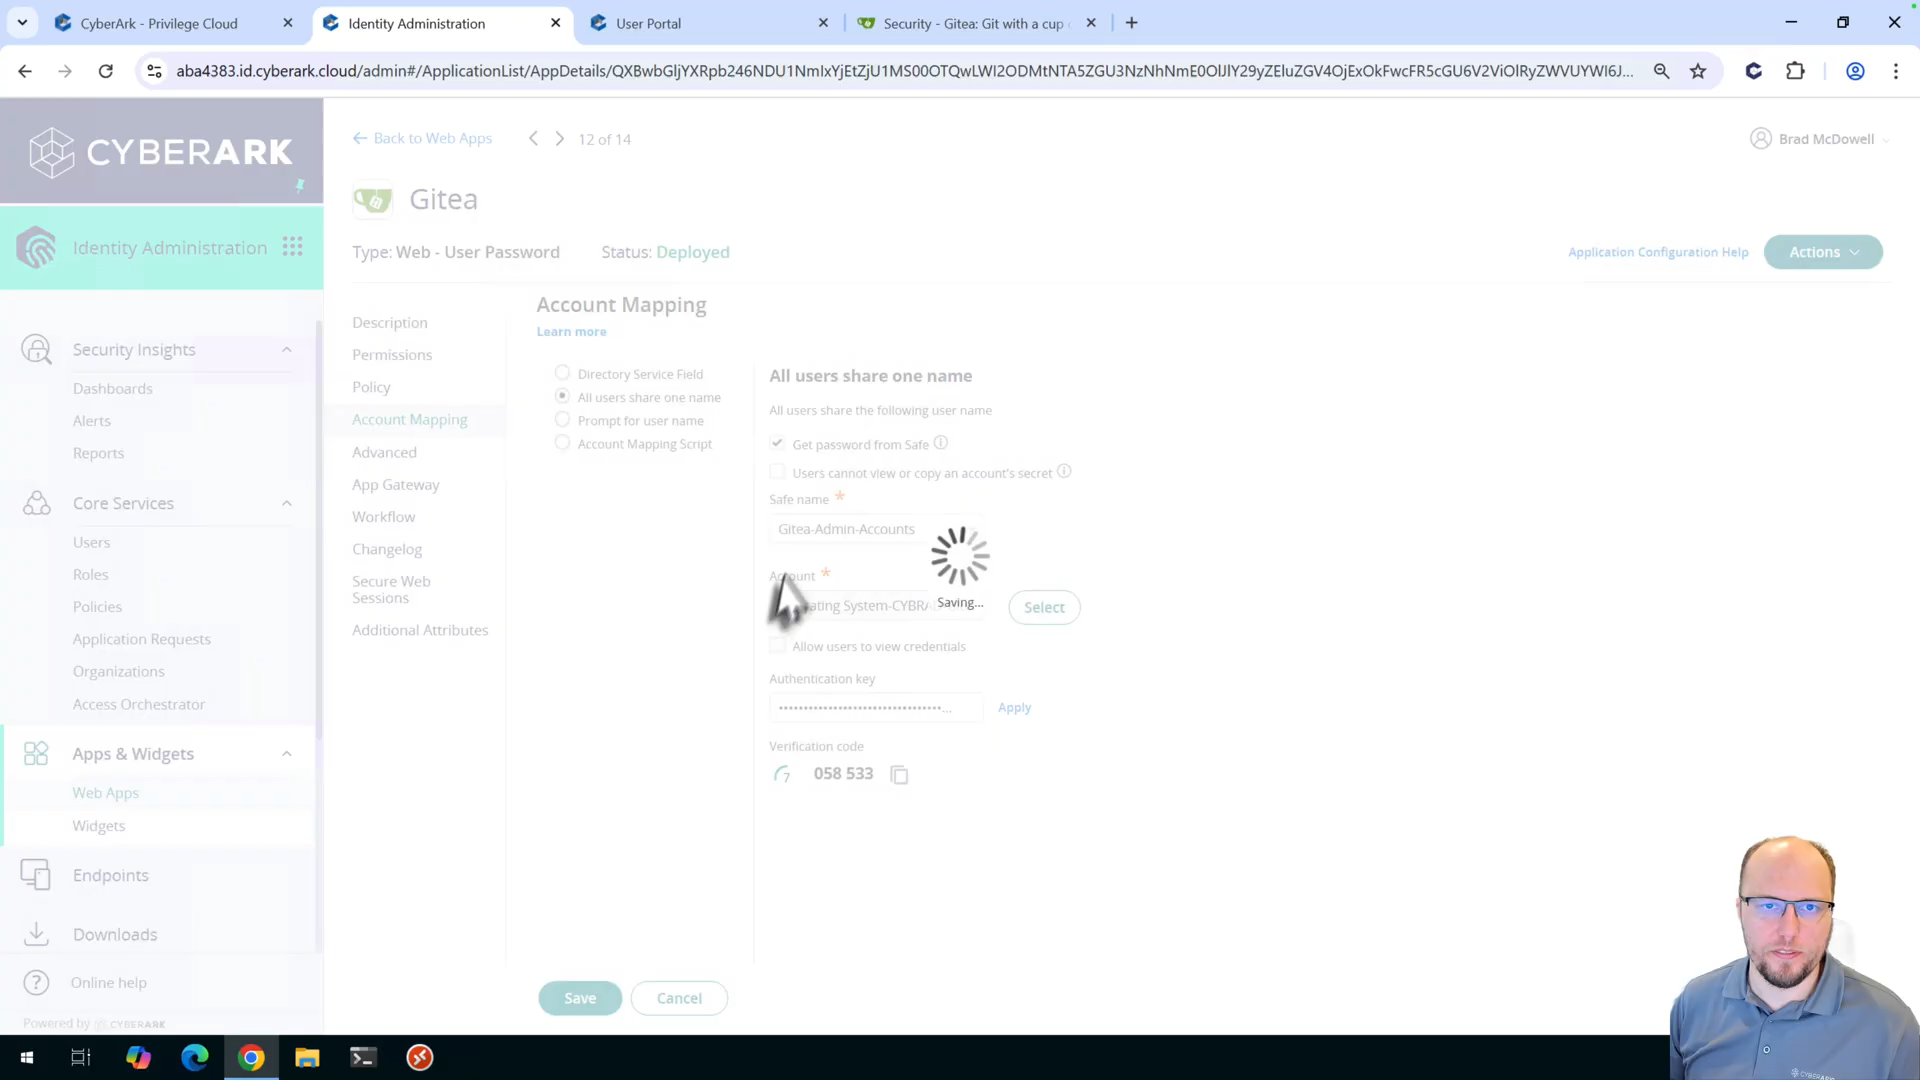 CyberArk - Privilege Cloud
Identity Administration
User Portal
Security - Gitea: Git with a cup
aba4383.id.cyberark.cloud/admin#/ApplicationList/AppDetails/
CYBERARK
Identity Administration
Security Insights
Dashboards
Alerts
Reports
Core Services
Users
Roles
Policies
Application Requests
Organizations
Access Orchestrator
Apps & Widgets
Web Apps
Widgets
Endpoints
Downloads
Online help
Powered by CYBERARK
Back to Web Apps
12 of 14
Brad McDowell
Gitea
Type: Web - User Password
Status: Deployed
Application Configuration Help
Actions
Description
Permissions
Policy
Account Mapping
Advanced
App Gateway
Workflow
Changelog
Secure Web
Sessions
Additional Attributes
Account Mapping
Learn more
Directory Service Field
All users share one name
Prompt for user name
Account Mapping Script
All users share one name
All users share the following user name
Get password from Safe
Users cannot view or copy an account's secret
Safe name *
Gitea-Admin-Accounts
Account *
System-CYBRA
Saving...
Select
Allow users to view credentials
Authentication key
Apply
Verification code
7
058 533
Save
Cancel
CYBERARK